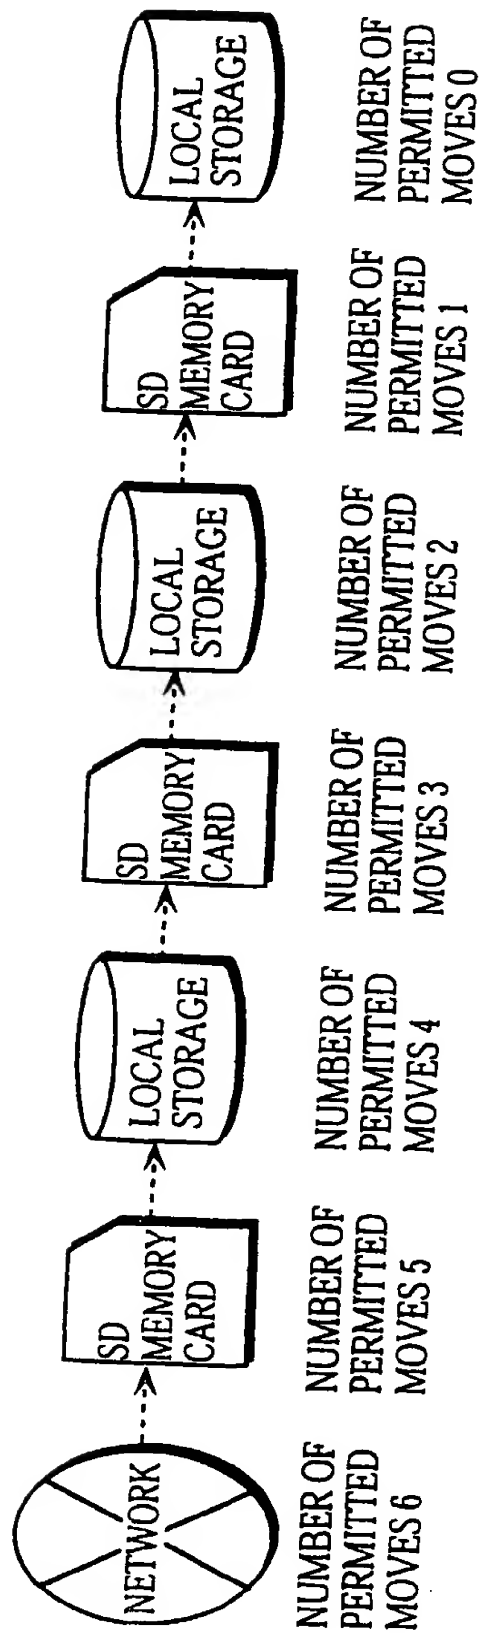 NETWORK
NUMBER OF
PERMITTED
MOVES 6
SD
MEMORY
CARD
NUMBER OF
PERMITTED
MOVES 5
LOCAL
STORAGE
NUMBER OF
PERMITTED
MOVES 4
SD
MEMORY
CARD
NUMBER OF
PERMITTED
MOVES 3
LOCAL
STORAGE
NUMBER OF
PERMITTED
MOVES 2
SD
MEMORY
CARD
NUMBER OF
PERMITTED
MOVES 1
LOCAL
STORAGE
NUMBER OF
PERMITTED
MOVES 0